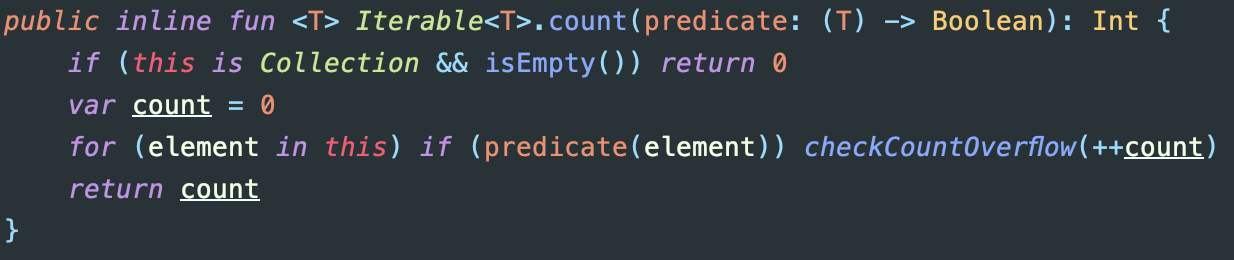 public inline fun <T> Iterable<T>.count(predicate: (T) -> Boolean): Int {
    if (this is Collection && isEmpty()) return 0
    var count = 0
    for (element in this) if (predicate(element)) checkCountOverflow(++count)
    return count
}